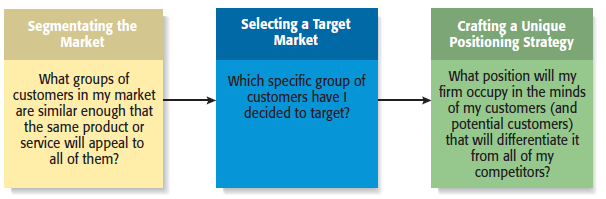 Segmentating the
Market
What groups of
customers in my market
are similar enough that
the same product or
service will appeal to
all of them?
Selecting a Target
Market
Which specific group of
customers have I
decided to target?
Crafting a Unique
Positioning Strategy
What position will my
firm occupy in the minds
of my customers (and
potential customers)
that will differentiate it
from all of my
competitors?